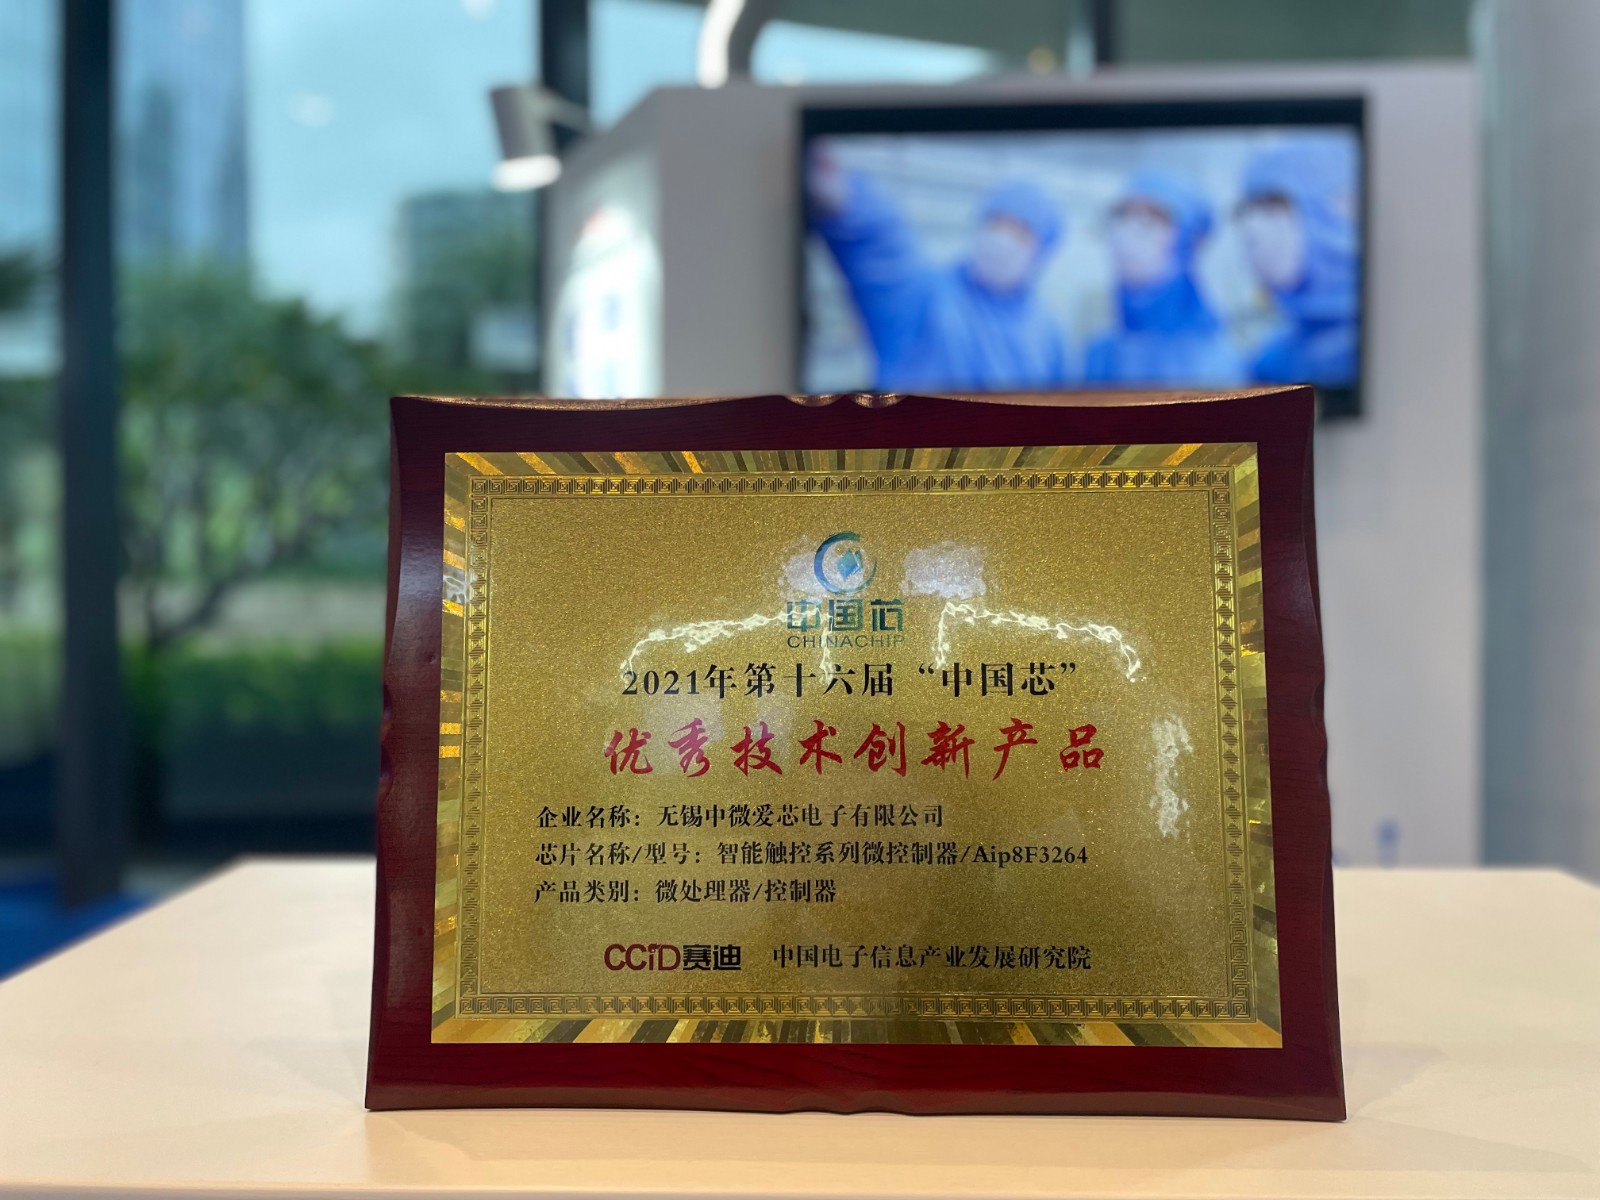 中国芯
CHINACHIP
2021年第十六届“中国芯”
优秀技术创新产品
企业名称：无锡中微爱芯电子有限公司
芯片名称/型号：智能触控系列微控制器/Aip8F3264
产品类别：微处理器/控制器
CCID赛迪 中国电子信息产业发展研究院